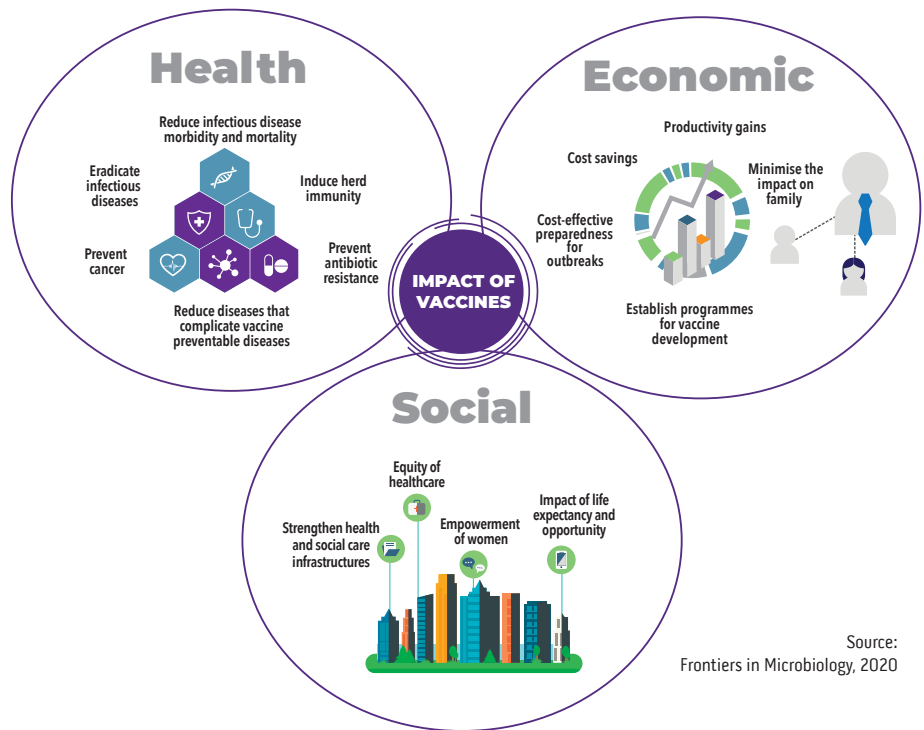 Health
Reduce infectious disease
morbidity and mortality
Eradicate
infectious
diseases
Induce herd
immunity
Prevent
cancer
Prevent
antibiotic
resistance
Reduce diseases that
complicate vaccine
preventable diseases
IMPACT OF
VACCINES
Economic
Productivity gains
Cost savings
Minimise the
impact on
family
Cost-effective
preparedness
for
outbreaks
Establish programmes
for vaccine
development
Social
Equity of
healthcare
Strengthen health
and social care
infrastructures
Empowerment
of women
Impact of life
expectancy and
opportunity
Source:
Frontiers in Microbiology, 2020